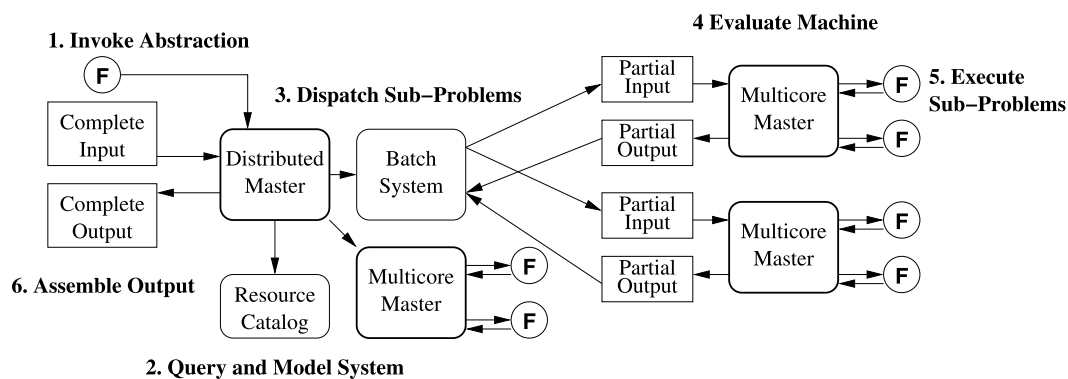 4 Evaluate Machine
1. Invoke Abstraction
F
3. Dispatch Sub−Problems
Complete
Input
Complete
Output
Distributed
Master
Batch
System
Partial
Input
Multicore
Master
F
5. Execute
Sub−Problems
Partial
Output
F
Partial
Input
Multicore
Master
F
Partial
Output
F
6. Assemble Output
Resource
Catalog
Multicore
Master
F
F
2. Query and Model System